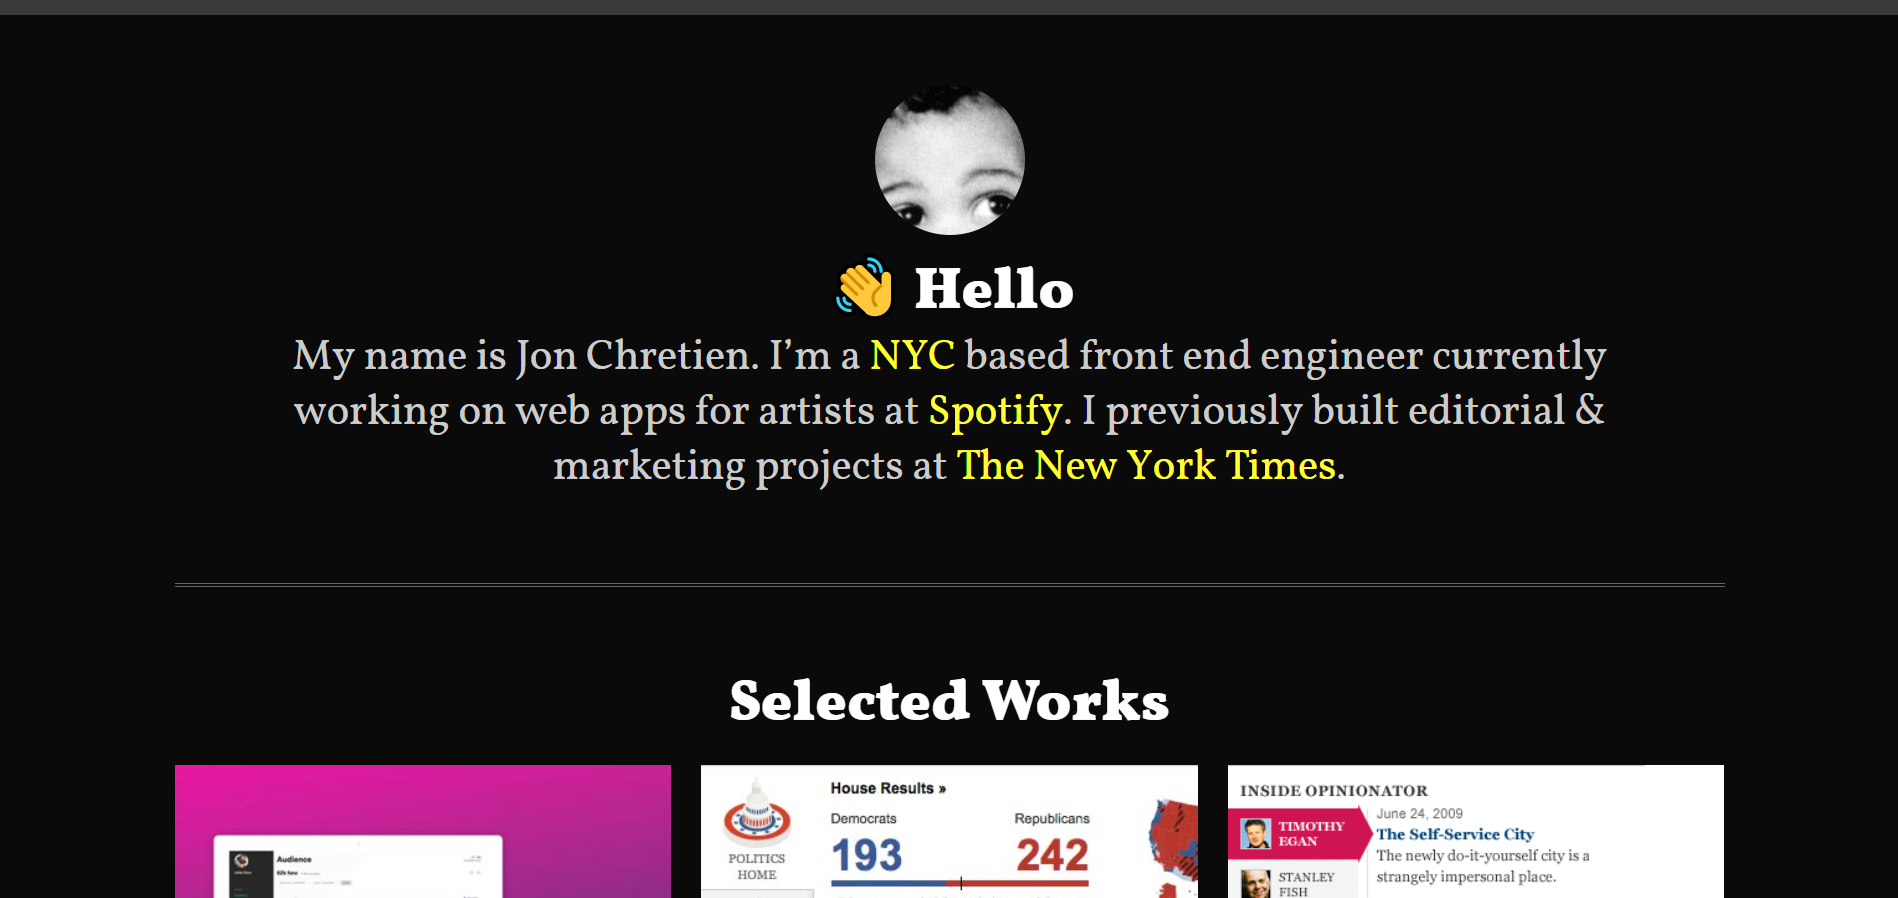 👋 Hello
My name is Jon Chretien. I’m a NYC based front end engineer currently
working on web apps for artists at Spotify. I previously built editorial &
marketing projects at The New York Times.
Selected Works
Audience
62k fans
House Results »
Democrats
Republicans
193
242
POLITICS
HOME
INSIDE OPINIONATOR
TIMOTHY
EGAN
June 24, 2009
The Self-Service City
The newly do-it-yourself city is a
strangely impersonal place.
STANLEY
FISH